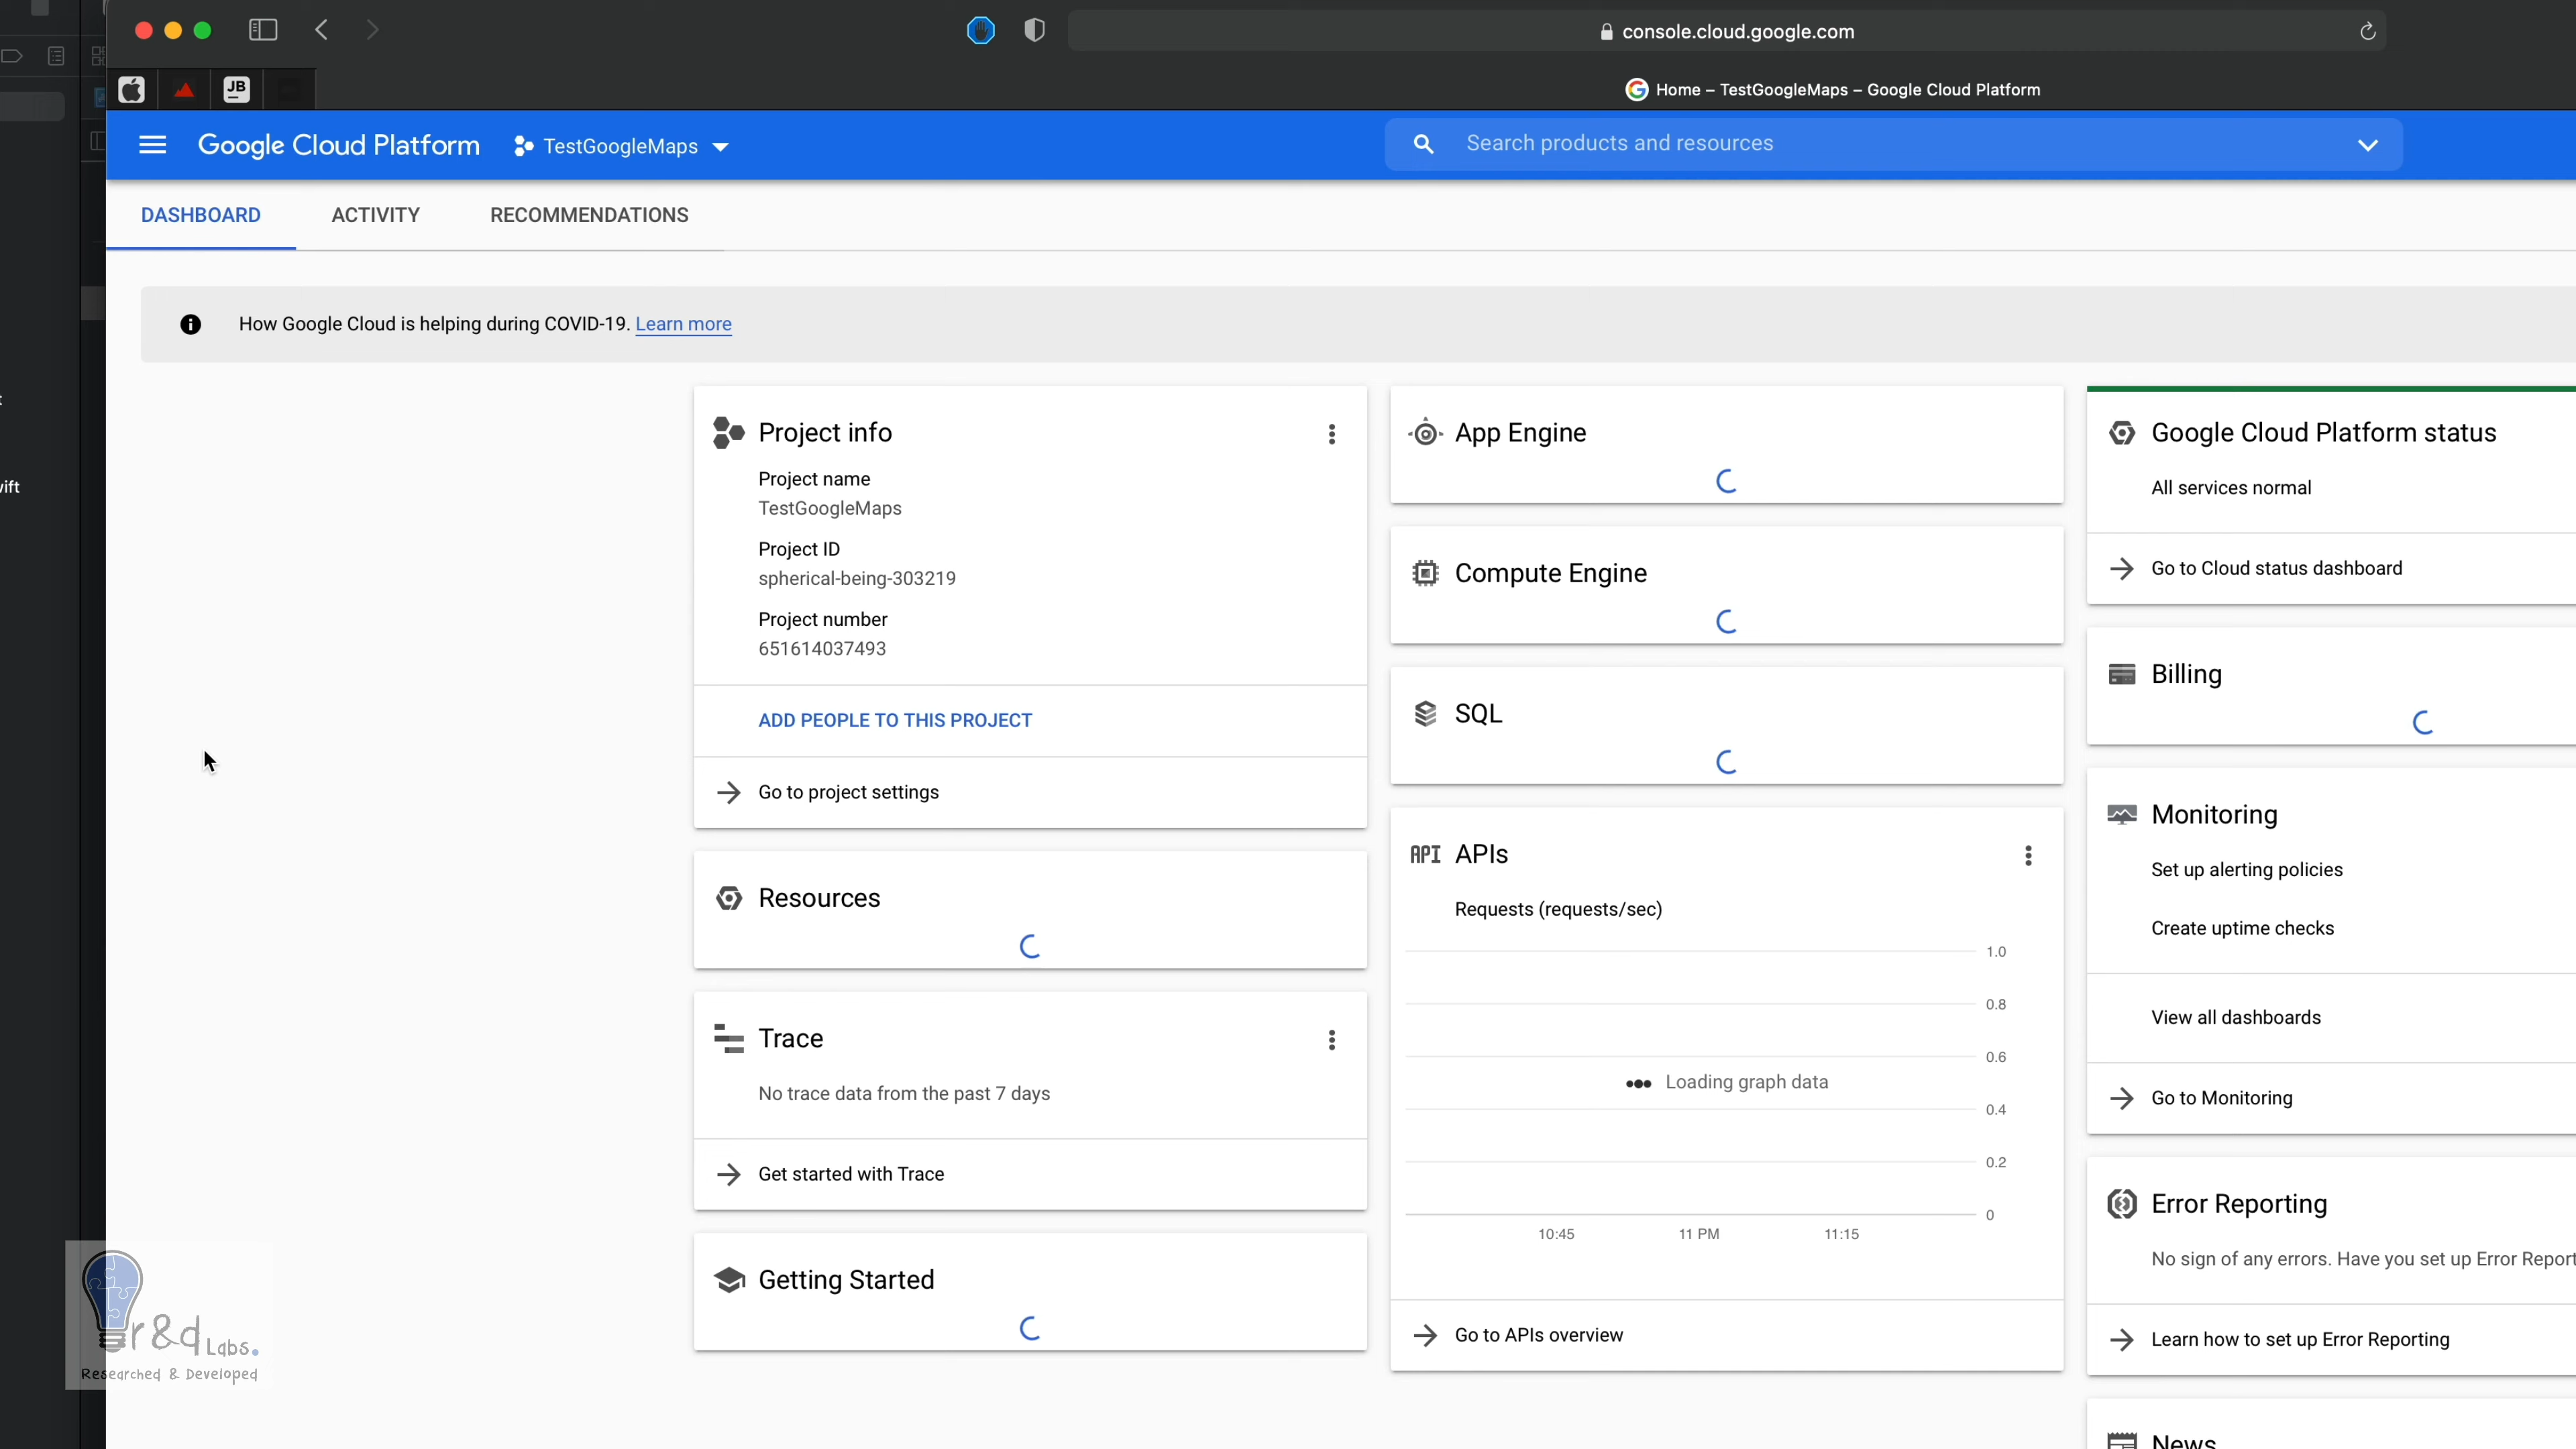 console.cloud.google.com
JB
Home – TestGoogleMaps – Google Cloud Platform
Google Cloud Platform
TestGoogleMaps
Search products and resources
DASHBOARD
ACTIVITY
RECOMMENDATIONS
How Google Cloud is helping during COVID-19. Learn more
Project info
Project name
TestGoogleMaps
Project ID
spherical-being-303219
Project number
651614037493
ADD PEOPLE TO THIS PROJECT
Go to project settings
Resources
Trace
No trace data from the past 7 days
Get started with Trace
Getting Started
App Engine
Compute Engine
SQL
API APIs
Requests (requests/sec)
1.0
0.8
0.6
Loading graph data
0.4
0.2
0
10:45
11 PM
11:15
Go to APIs overview
Google Cloud Platform status
All services normal
Go to Cloud status dashboard
Billing
Monitoring
Set up alerting policies
Create uptime checks
View all dashboards
Go to Monitoring
Error Reporting
No sign of any errors. Have you set up Error Report
Learn how to set up Error Reporting
News
r&d Labs.
Researched & Developed